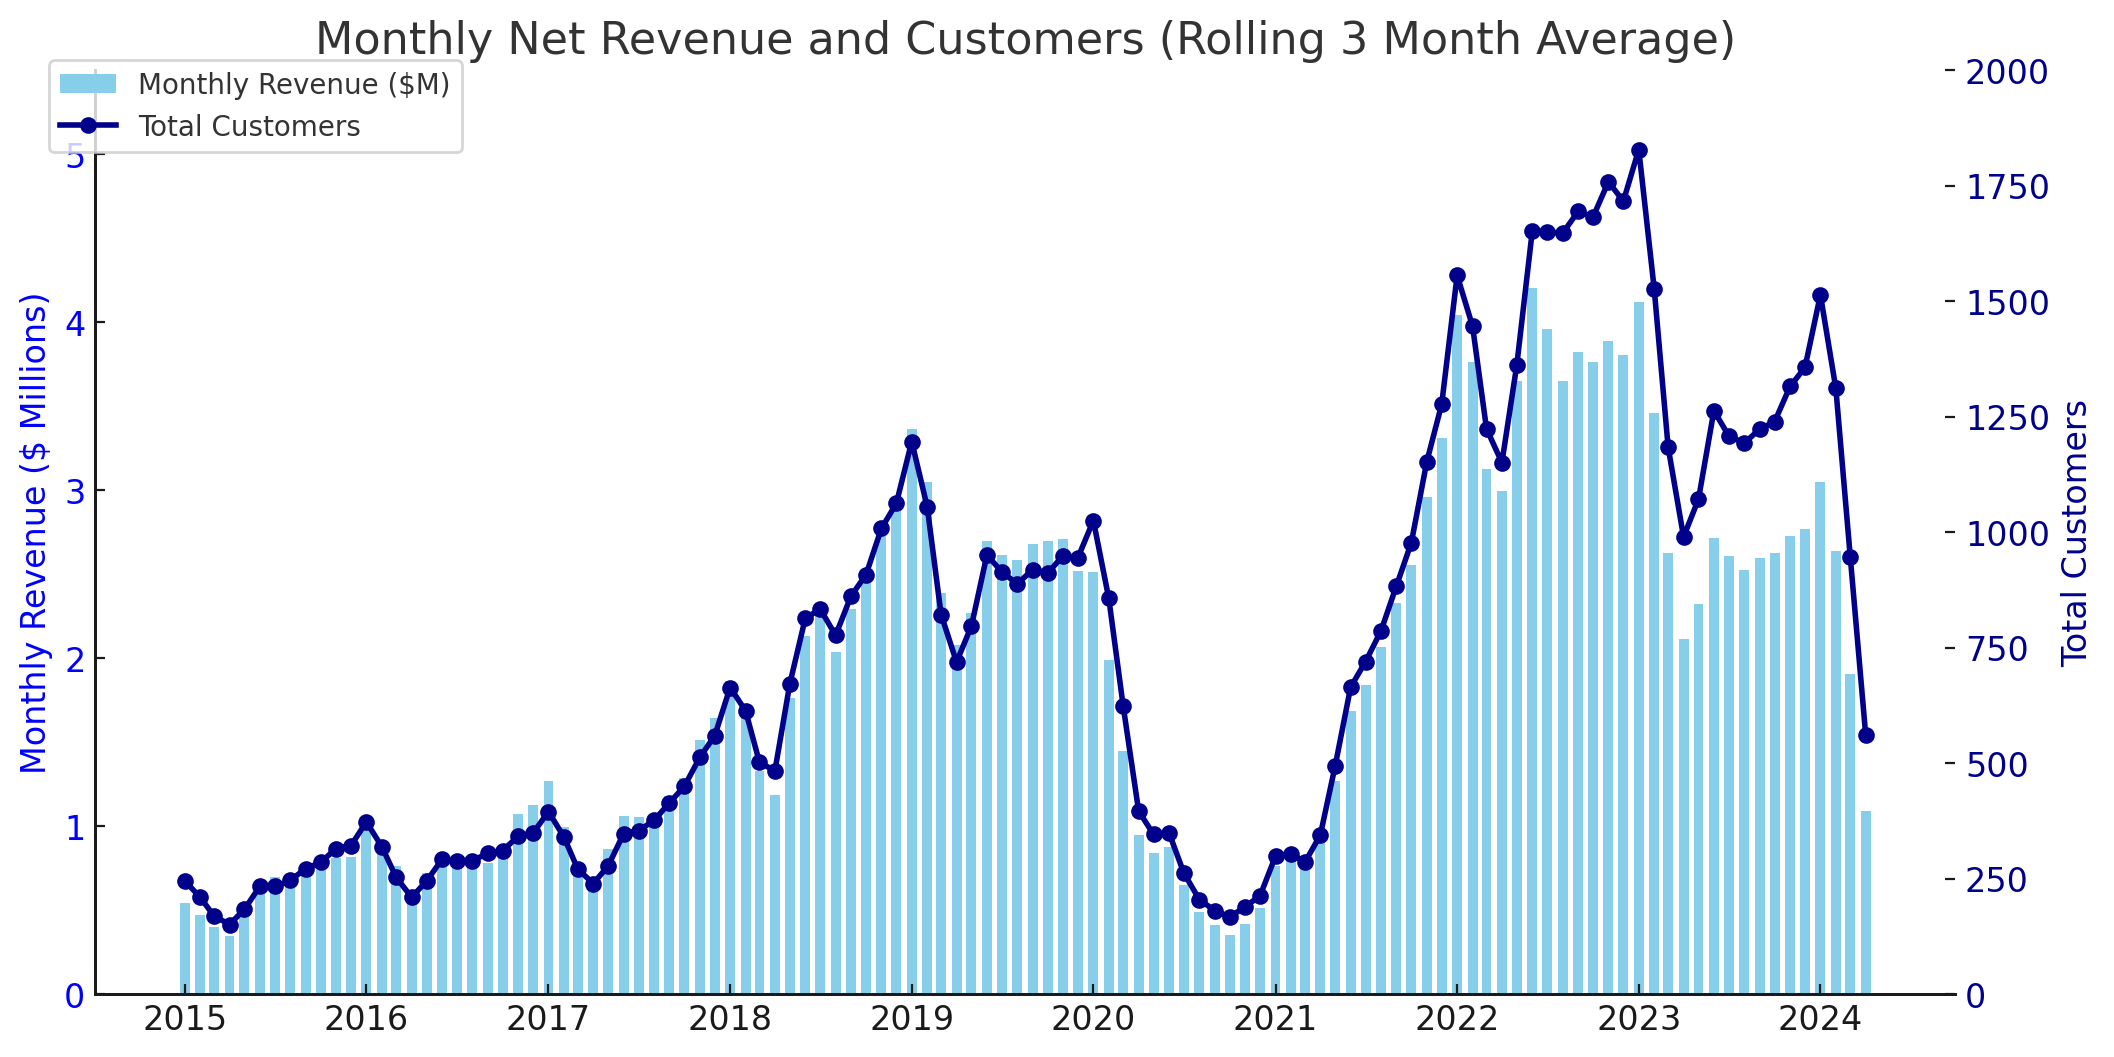 Monthly Net Revenue and Customers (Rolling 3 Month Average)
Monthly Revenue ($M)
Total Customers
Monthly Revenue ($ Millions)
5
4
3
2
1
0
2000
1750
1500
1250
1000
750
500
250
0
Total Customers
2015 2016 2017 2018 2019 2020 2021 2022 2023 2024